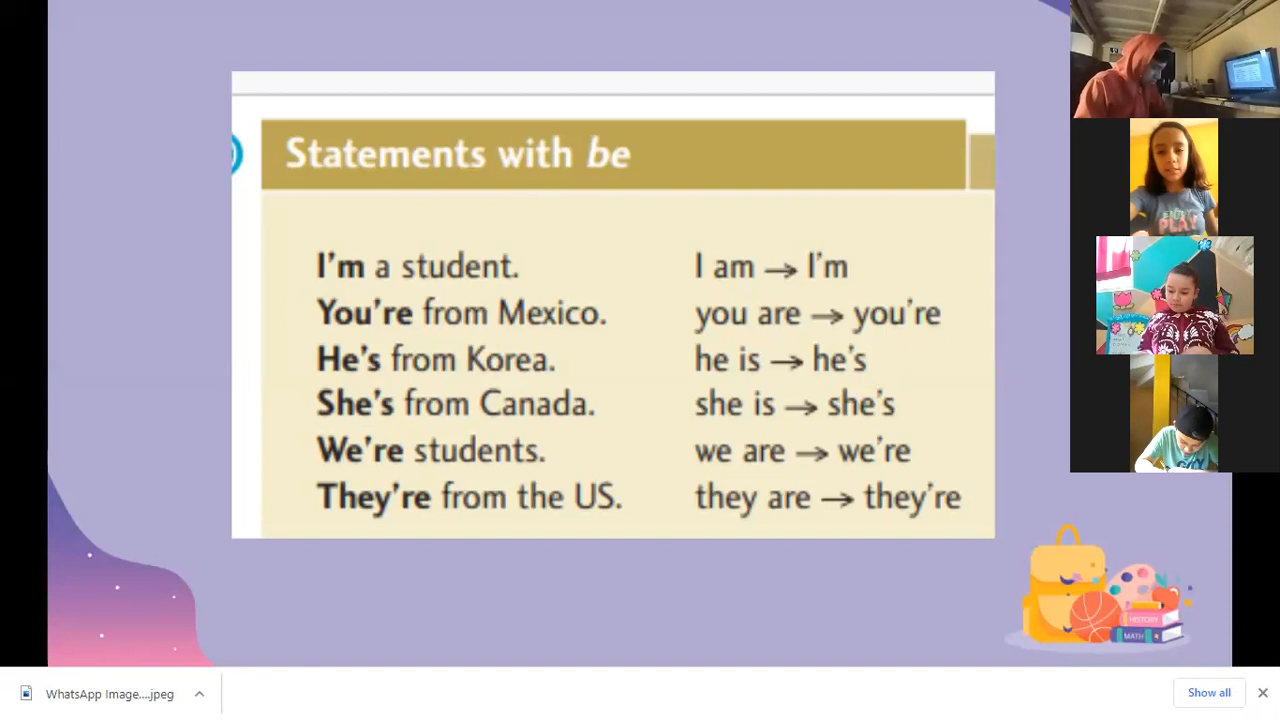 Statements with be
I'm a student. I am → I'm
You're from Mexico. you are → you're
He's from Korea. he is → he's
She's from Canada. she is → she's
We're students. we are → we're
They're from the US. they are → they're
ENJOY
PLAY
HISTORY
MATH
WhatsApp Image....jpeg
Show all